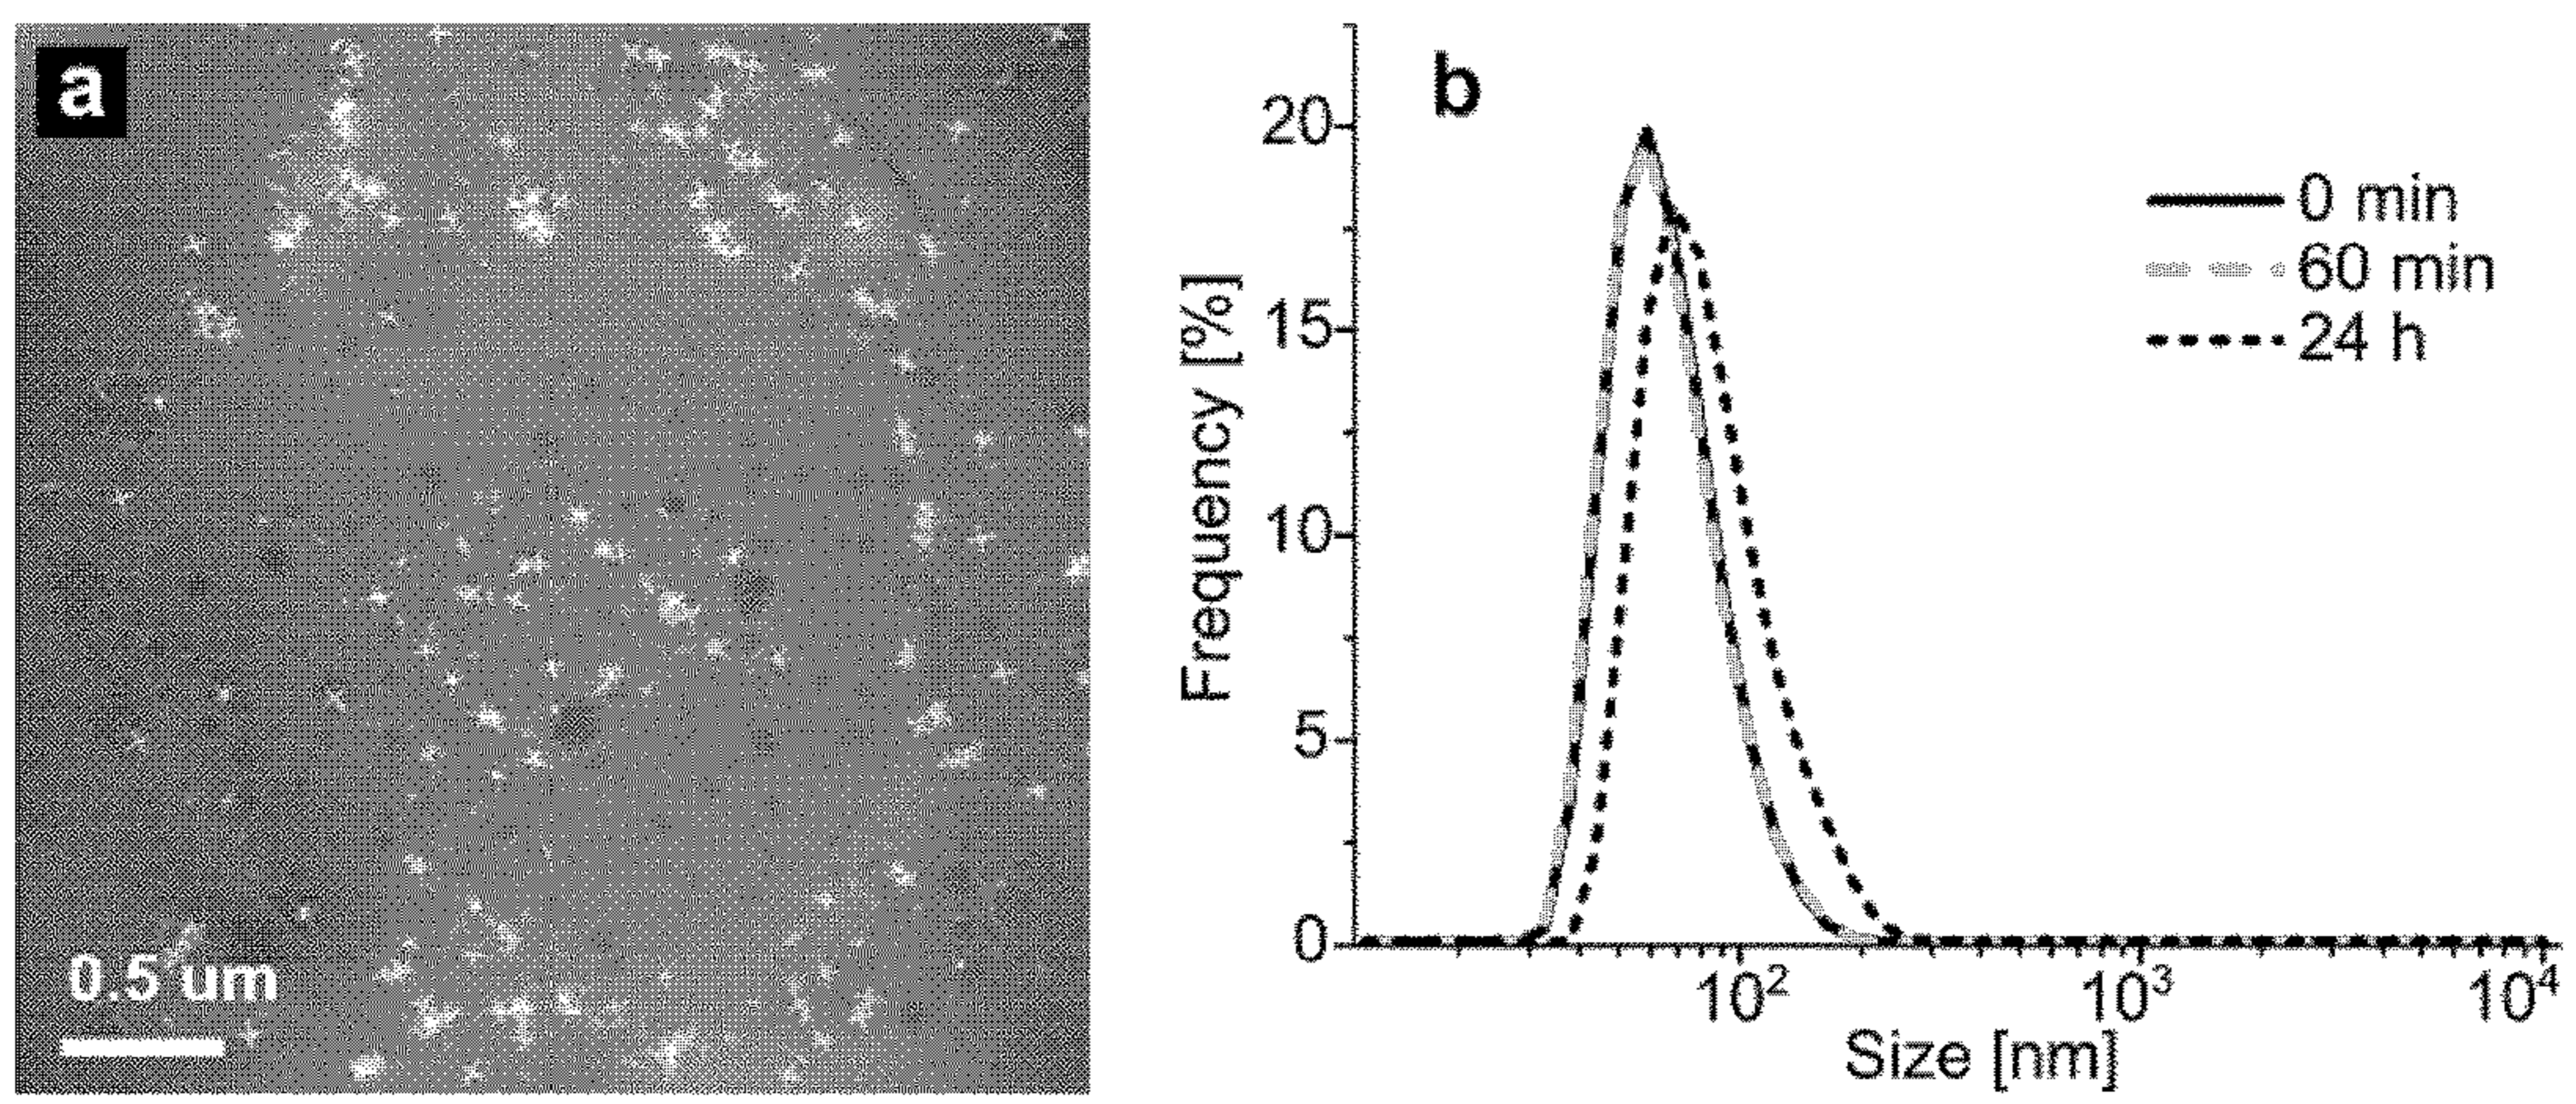 a
0.5 um
b
20
15
10
5
0
Frequency [%]
0 min
60 min
24 h
10²
10³
10⁴
Size [nm]